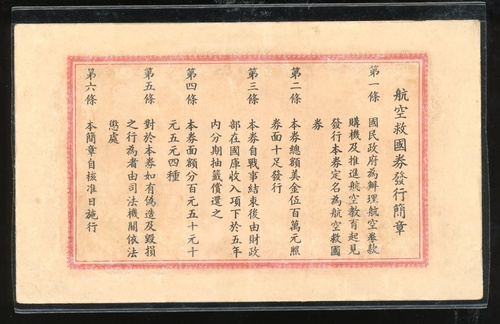 航空救國券發行簡章
第一條 國民政府為辦理航空募款
購機及推進航空教育起見
發行本券定名為航空救國
券
第二條 本券總額美金伍百萬元照
券面十足發行
第三條 本券自戰事結束後由財政
部在國庫收入項下於五年
內分期抽籤償還之
第四條 本券面額分百元五十元十
元五元四種
第五條 對於本券如有偽造及毀損
之行為者由司法機關依法
懲處
第六條 本簡章自核准日施行